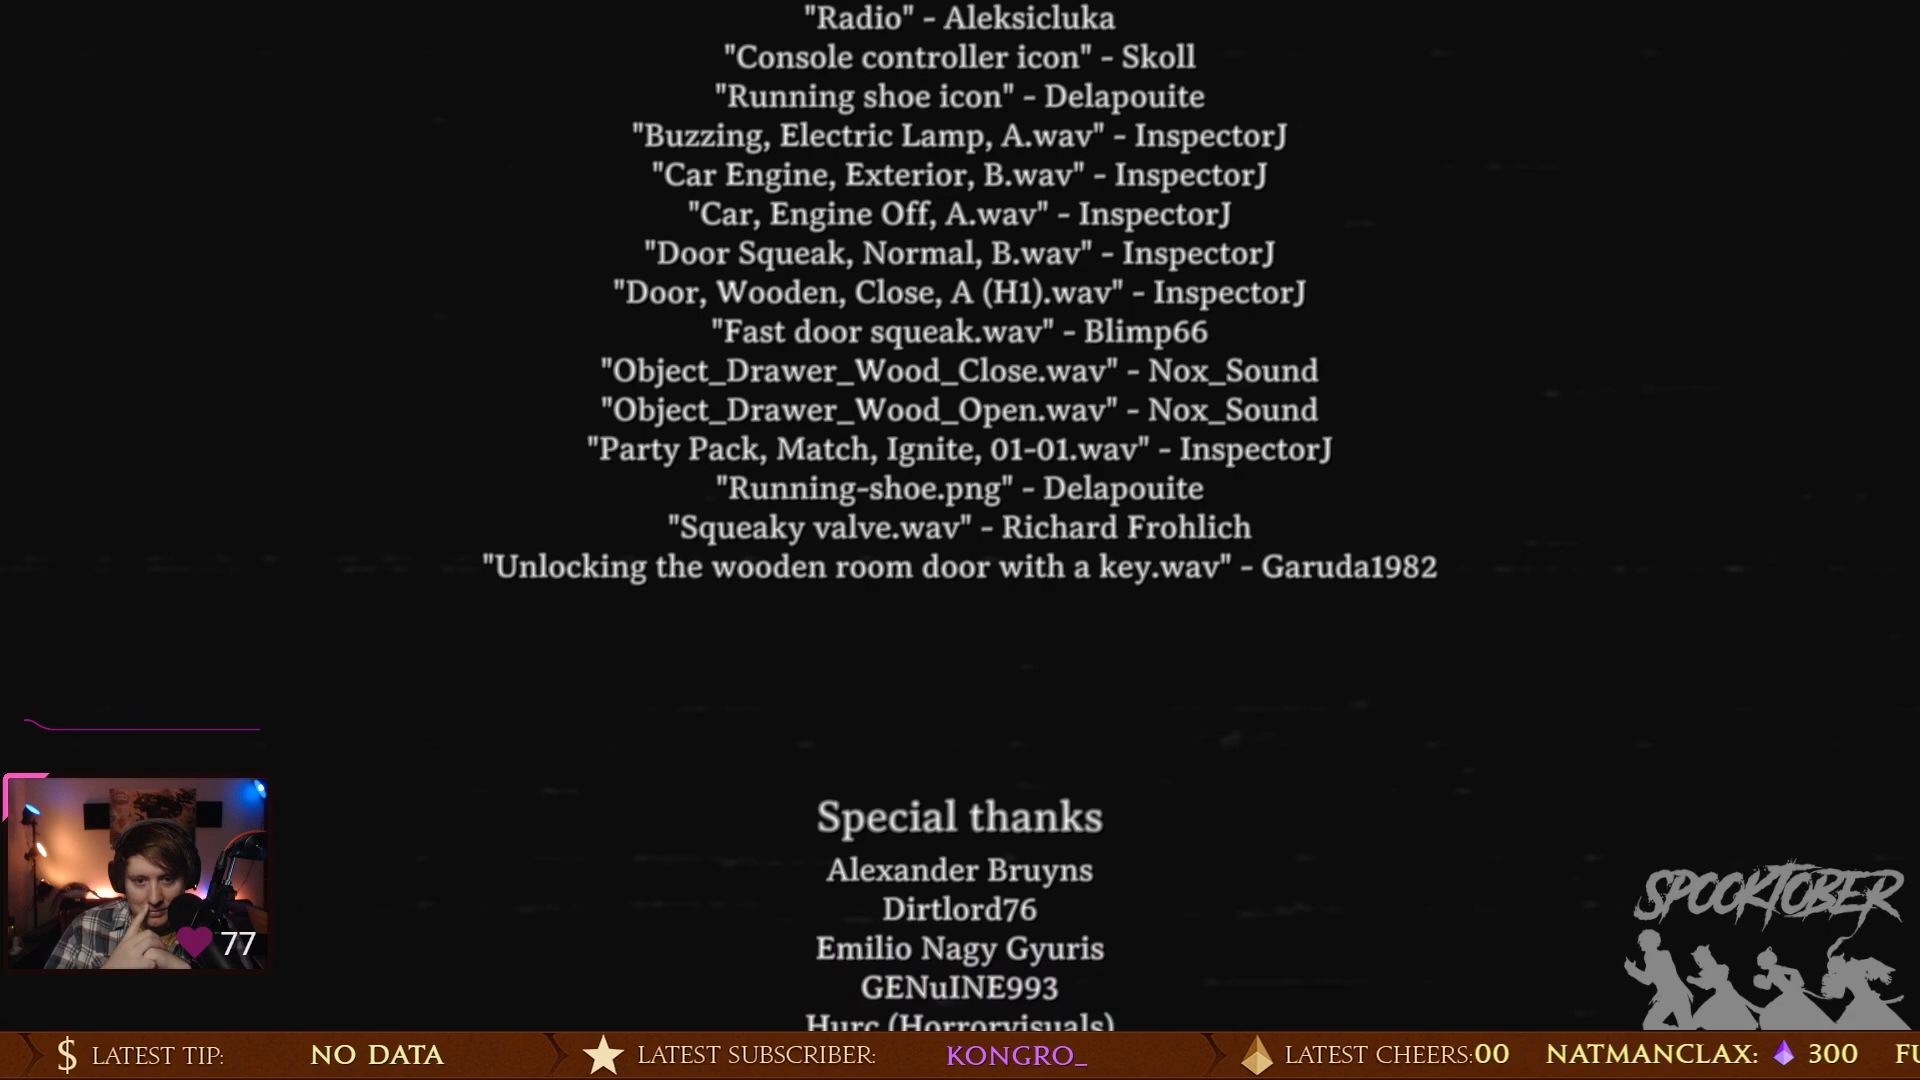 "Radio" - Aleksicluka
"Console controller icon" - Skoll
"Running shoe icon" - Delapouite
"Buzzing, Electric Lamp, A.wav" - InspectorJ
"Car Engine, Exterior, B.wav" - InspectorJ
"Car, Engine Off, A.wav" - InspectorJ
"Door Squeak, Normal, B.wav" - InspectorJ
"Door, Wooden, Close, A (H1).wav" - InspectorJ
"Fast door squeak.wav" - Blimp66
"Object_Drawer_Wood_Close.wav" - Nox_Sound
"Object_Drawer_Wood_Open.wav" - Nox_Sound
"Party Pack, Match, Ignite, 01-01.wav" - InspectorJ
"Running-shoe.png" - Delapouite
"Squeaky valve.wav" - Richard Frohlich
"Unlocking the wooden room door with a key.wav" - Garuda1982
Special thanks
Alexander Bruyns
Dirtlord76
Emilio Nagy Gyuris
GENuINE993
Hurc (Horrorvisuals)
77
SPOOKTOBER
$ LATEST TIP: NO DATA LATEST SUBSCRIBER: KONGRO_ LATEST CHEERS:00 NATMANCLAX: 300 FU